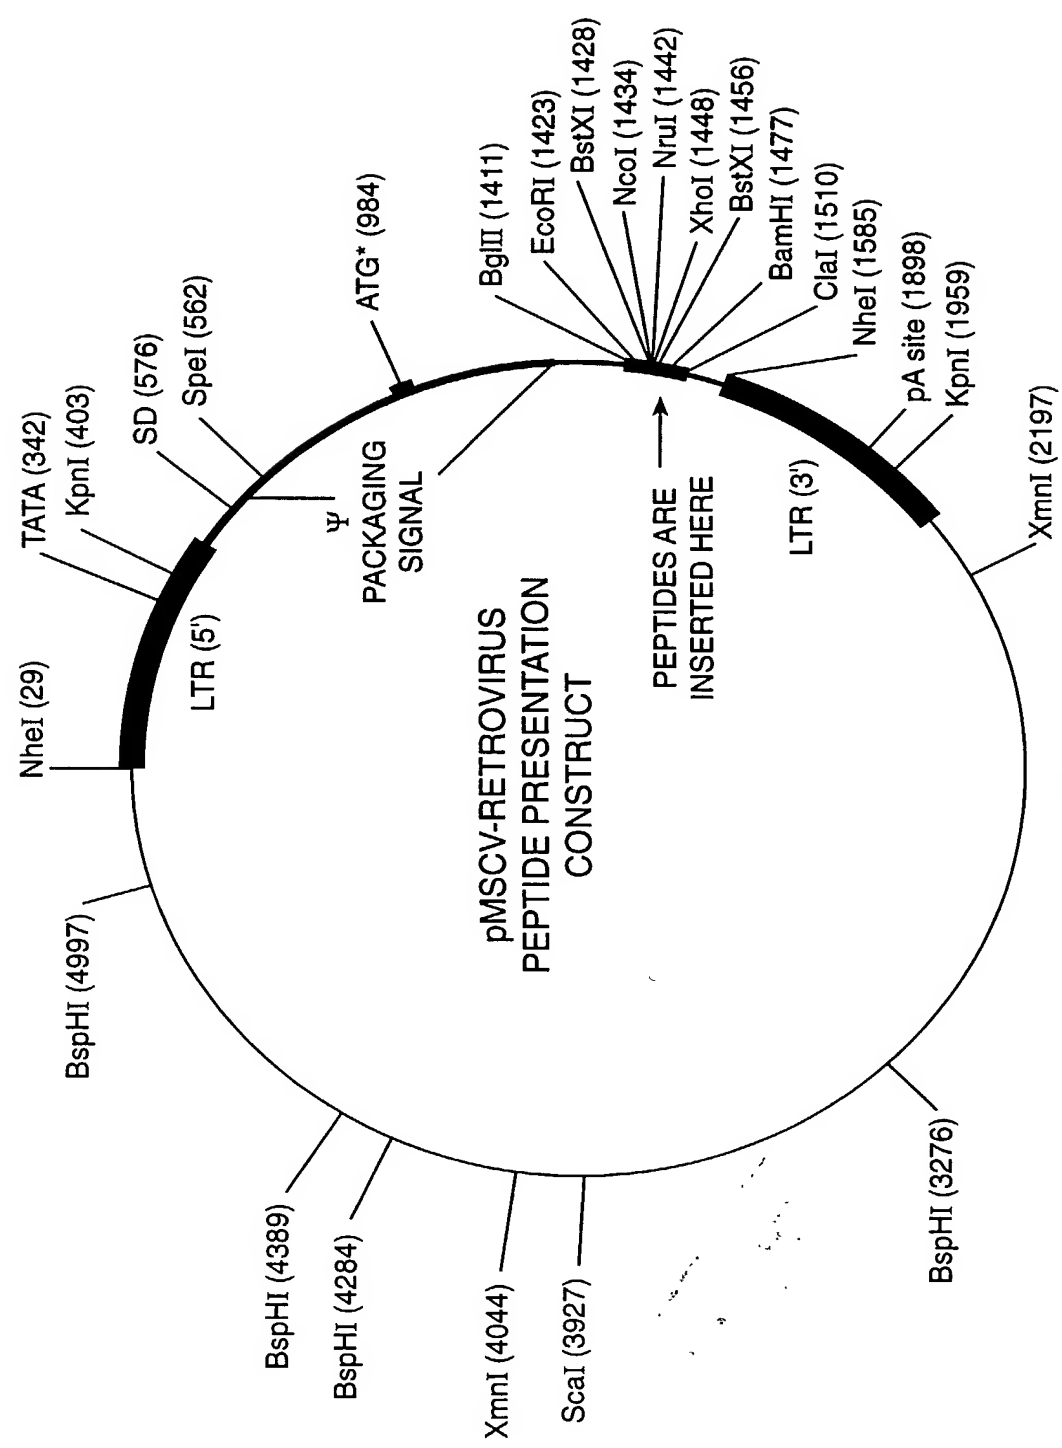 NheI (29)
TATA (342)
KpnI (403)
SD (576)
SpeI (562)
ATG* (984)
BglII (1411)
EcoRI (1423)
BstXI (1428)
NcoI (1434)
NruI (1442)
XhoI (1448)
BstXI (1456)
BamHI (1477)
ClaI (1510)
NheI (1585)
pA site (1898)
KpnI (1959)
XmnI (2197)
BspHI (3276)
ScaI (3927)
XmnI (4044)
BspHI (4284)
BspHI (4389)
BspHI (4997)
LTR (5')
Ψ
PACKAGING
SIGNAL
pMSCV-RETROVIRUS
PEPTIDE PRESENTATION
CONSTRUCT
PEPTIDES ARE
INSERTED HERE
LTR (3')